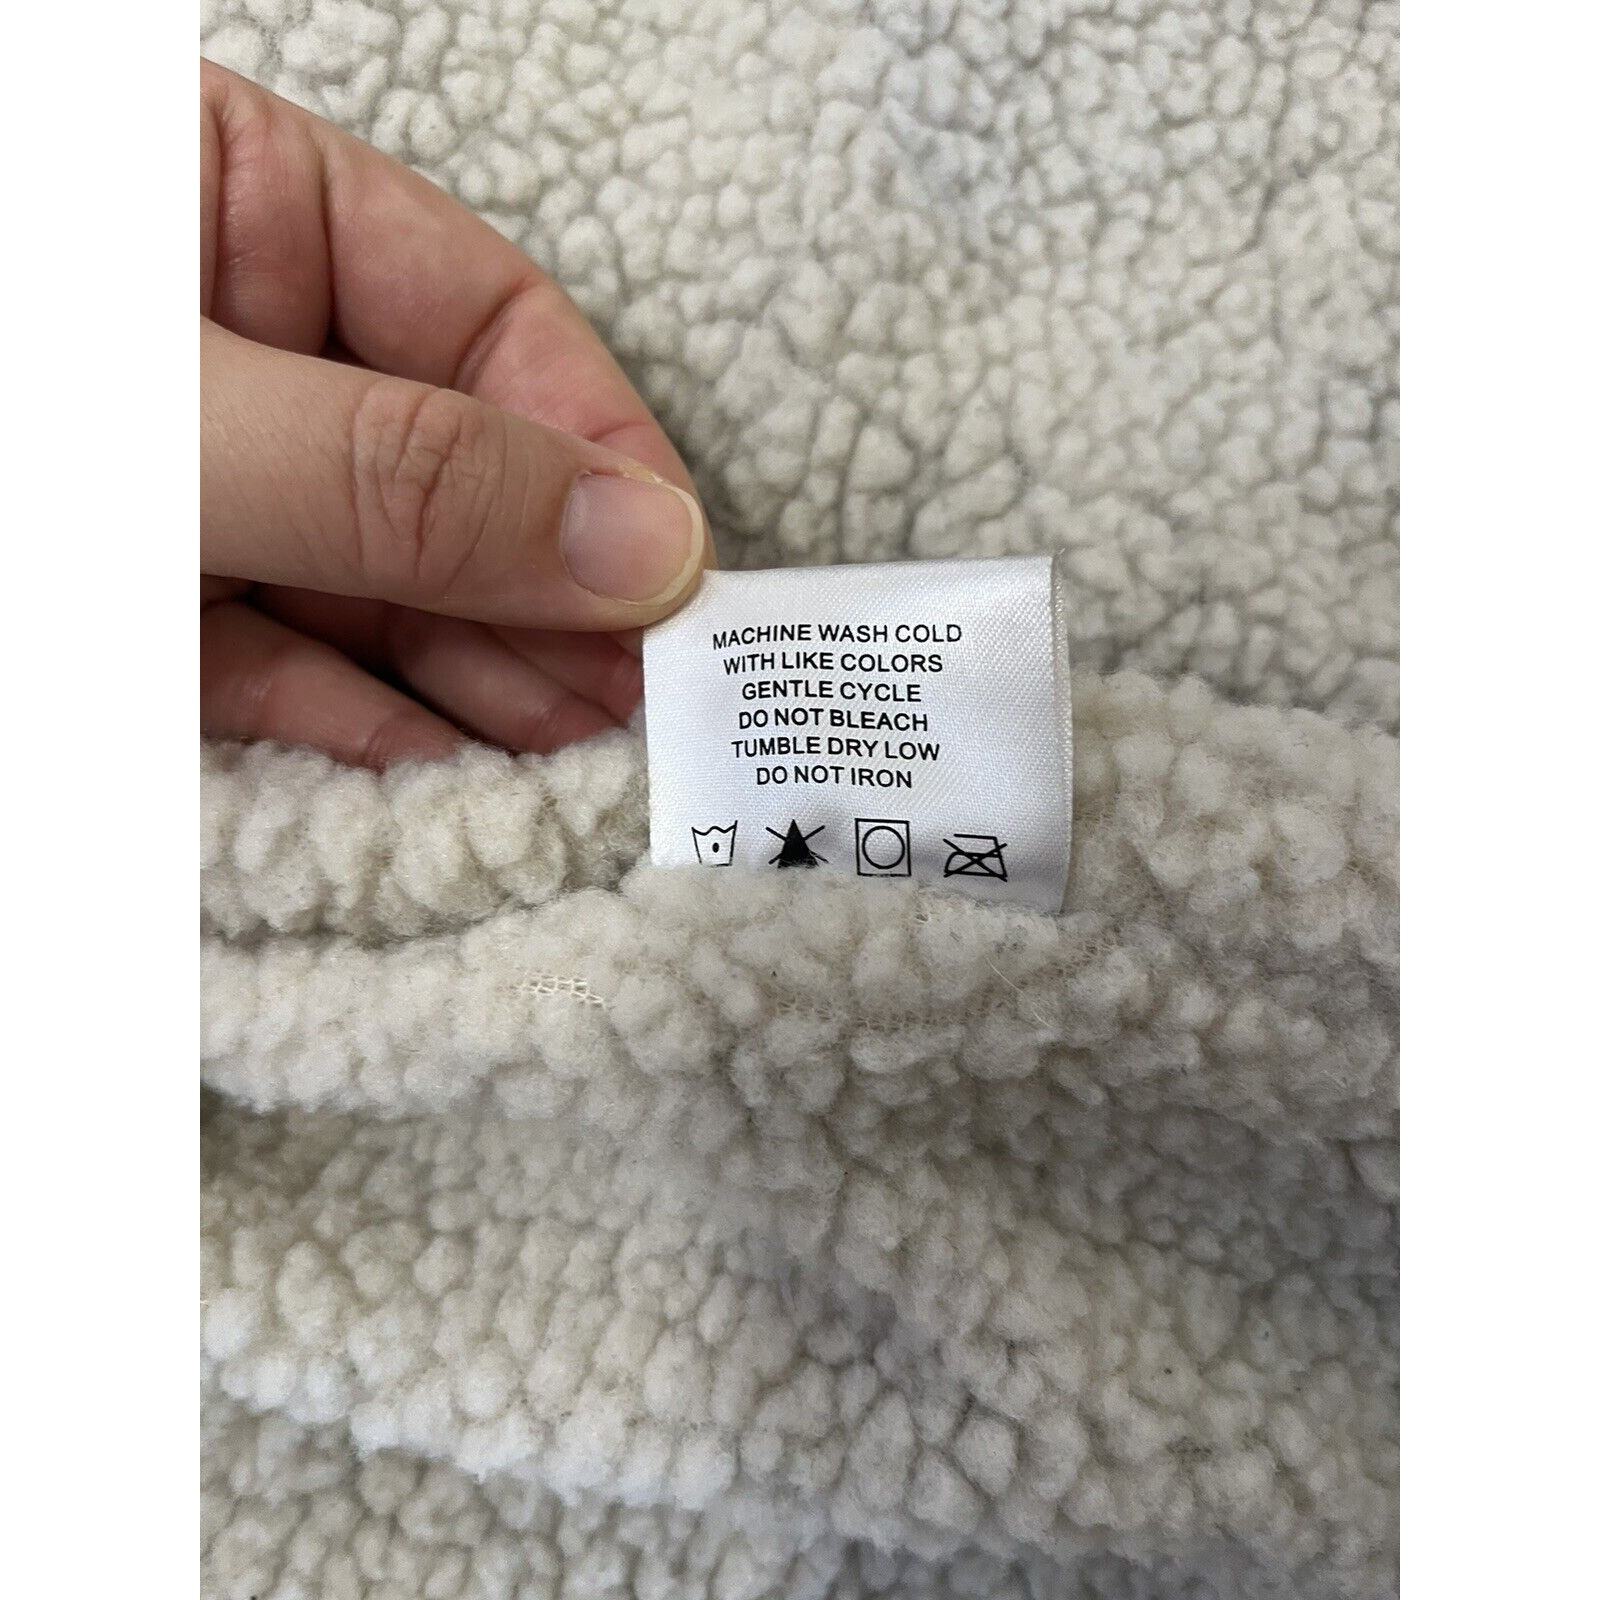 MACHINE WASH COLD
WITH LIKE COLORS
GENTLE CYCLE
DO NOT BLEACH
TUMBLE DRY LOW
DO NOT IRON